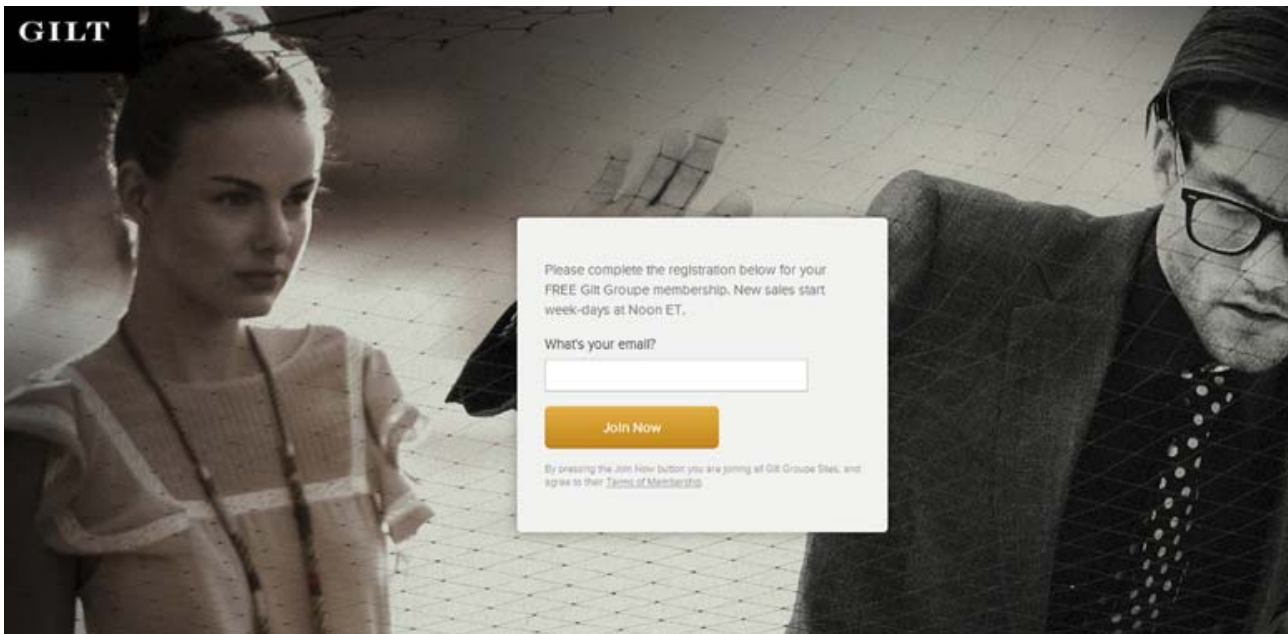 GILT
Please complete the registration below for your
FREE Gilt Groupe membership. New sales start
week-days at Noon ET.
What's your email?
Join Now
By pressing the Join Now button you are joining all Gilt Groupe Sites, and
agree to their Terms of Membership